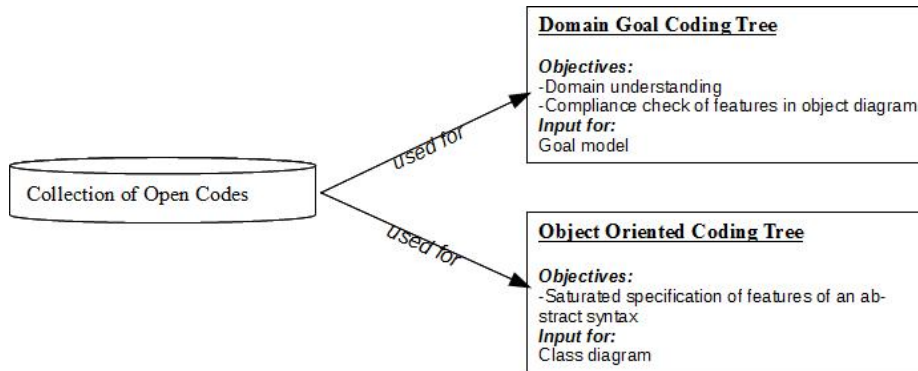 Domain Goal Coding Tree
Objectives:
-Domain understanding
-Compliance check of features in object diagram
Input for:
Goal model
used for
Collection of Open Codes
used for
Object Oriented Coding Tree
Objectives:
-Saturated specification of features of an ab-
stract syntax
Input for:
Class diagram